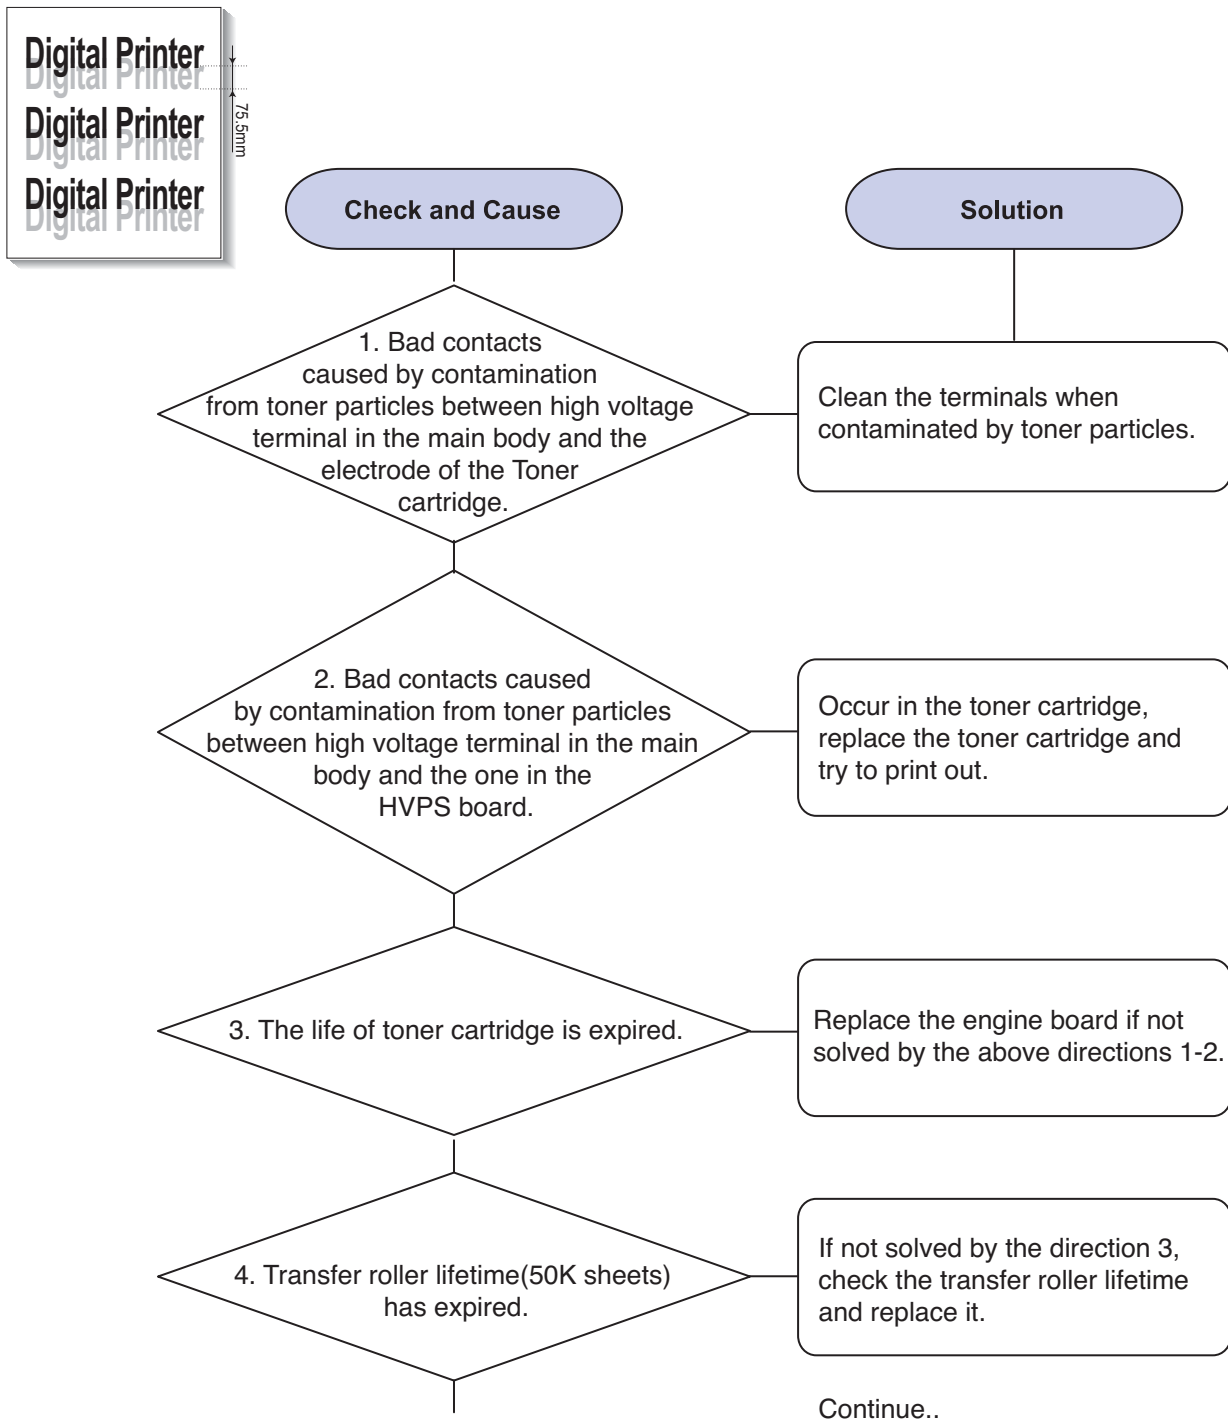 Digital Printer
Digital Printer
Digital Printer
Digital Printer
Digital Printer
Digital Printer
75.5mm
Check and Cause
Solution
1. Bad contacts
caused by contamination
from toner particles between high voltage
terminal in the main body and the
electrode of the Toner
cartridge.
Clean the terminals when
contaminated by toner particles.
2. Bad contacts caused
by contamination from toner particles
between high voltage terminal in the main
body and the one in the
HVPS board.
Occur in the toner cartridge,
replace the toner cartridge and
try to print out.
3. The life of toner cartridge is expired.
Replace the engine board if not
solved by the above directions 1-2.
4. Transfer roller lifetime(50K sheets)
has expired.
If not solved by the direction 3,
check the transfer roller lifetime
and replace it.
Continue..